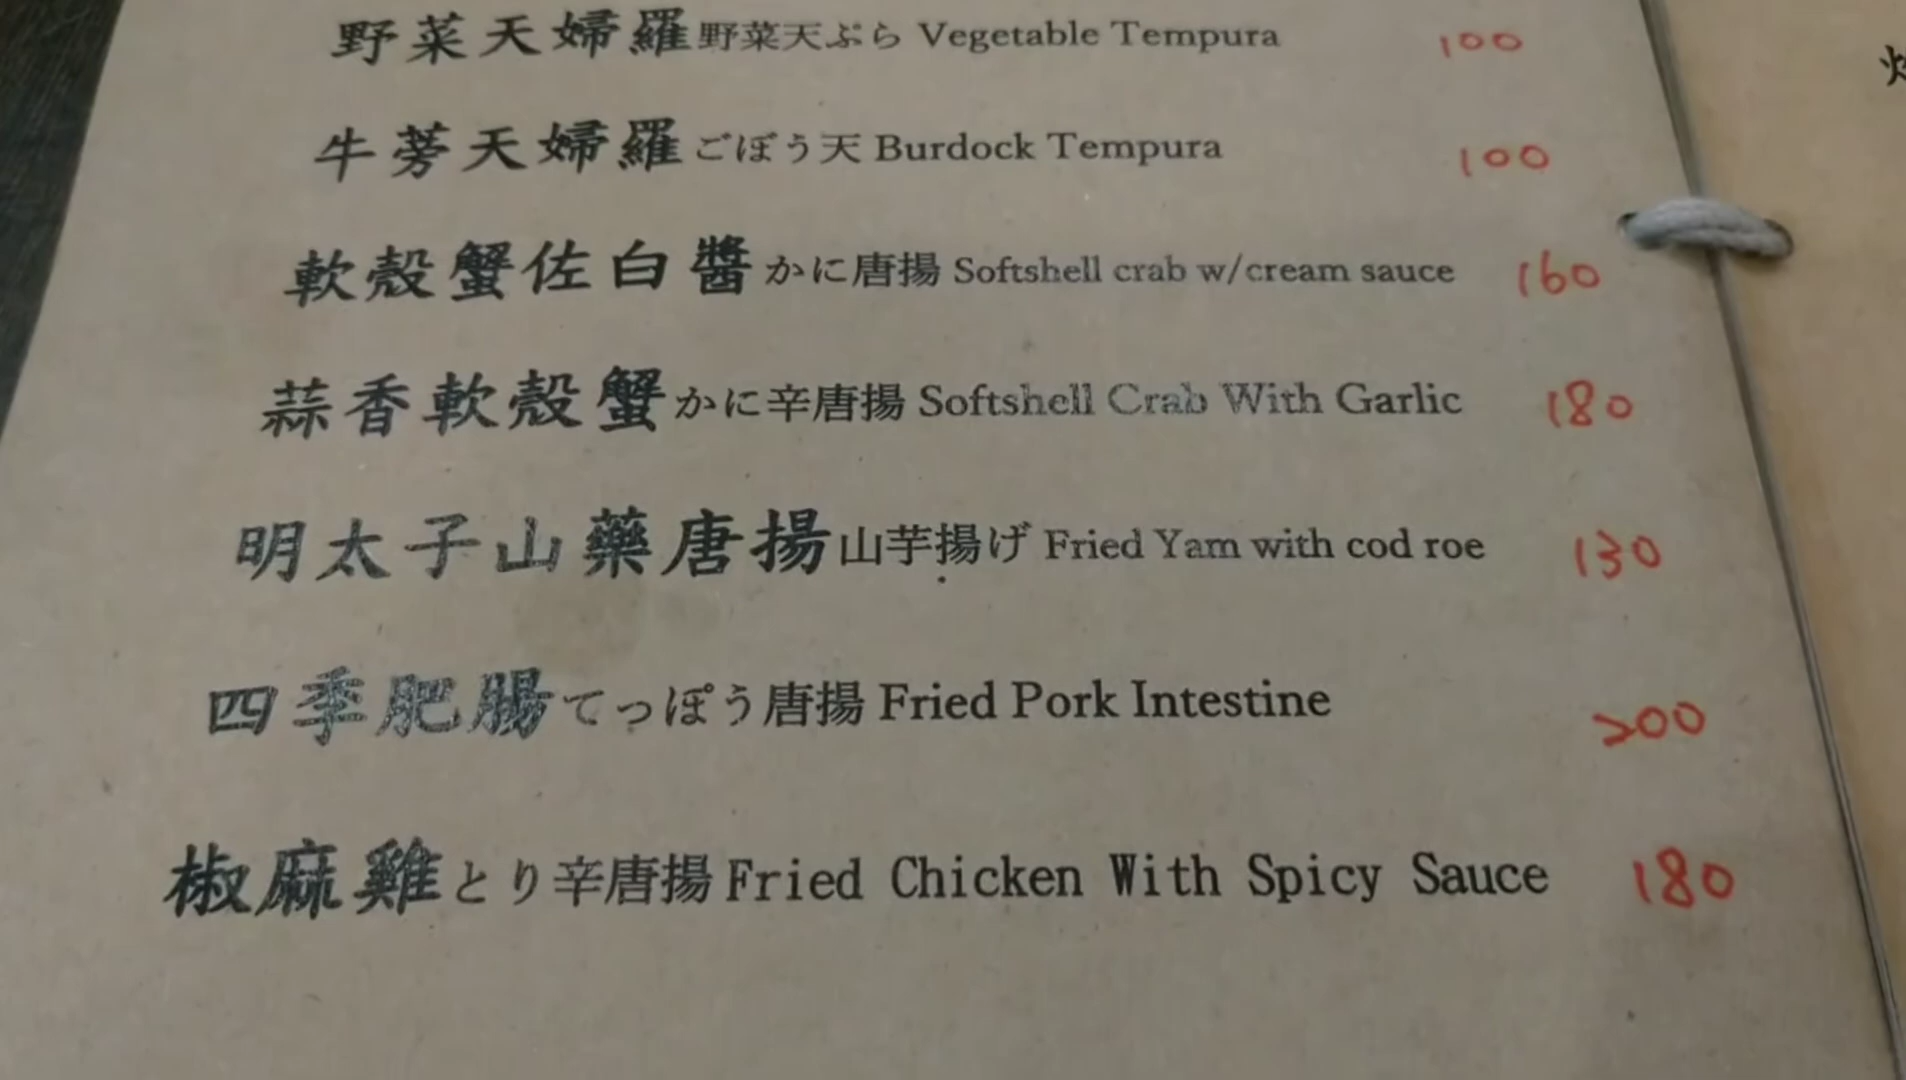 野菜天婦羅野菜天ぷら Vegetable Tempura 100
牛蒡天婦羅ごぼう天 Burdock Tempura 100
軟殼蟹佐白醬かに唐揚 Softshell crab w/cream sauce 160
蒜香軟殼蟹かに辛唐揚 Softshell Crab With Garlic 180
明太子山藥唐揚山芋揚げ Fried Yam with cod roe 130
四季肥腸てっぽう唐揚 Fried Pork Intestine 200
椒麻雞とり辛唐揚 Fried Chicken With Spicy Sauce 180